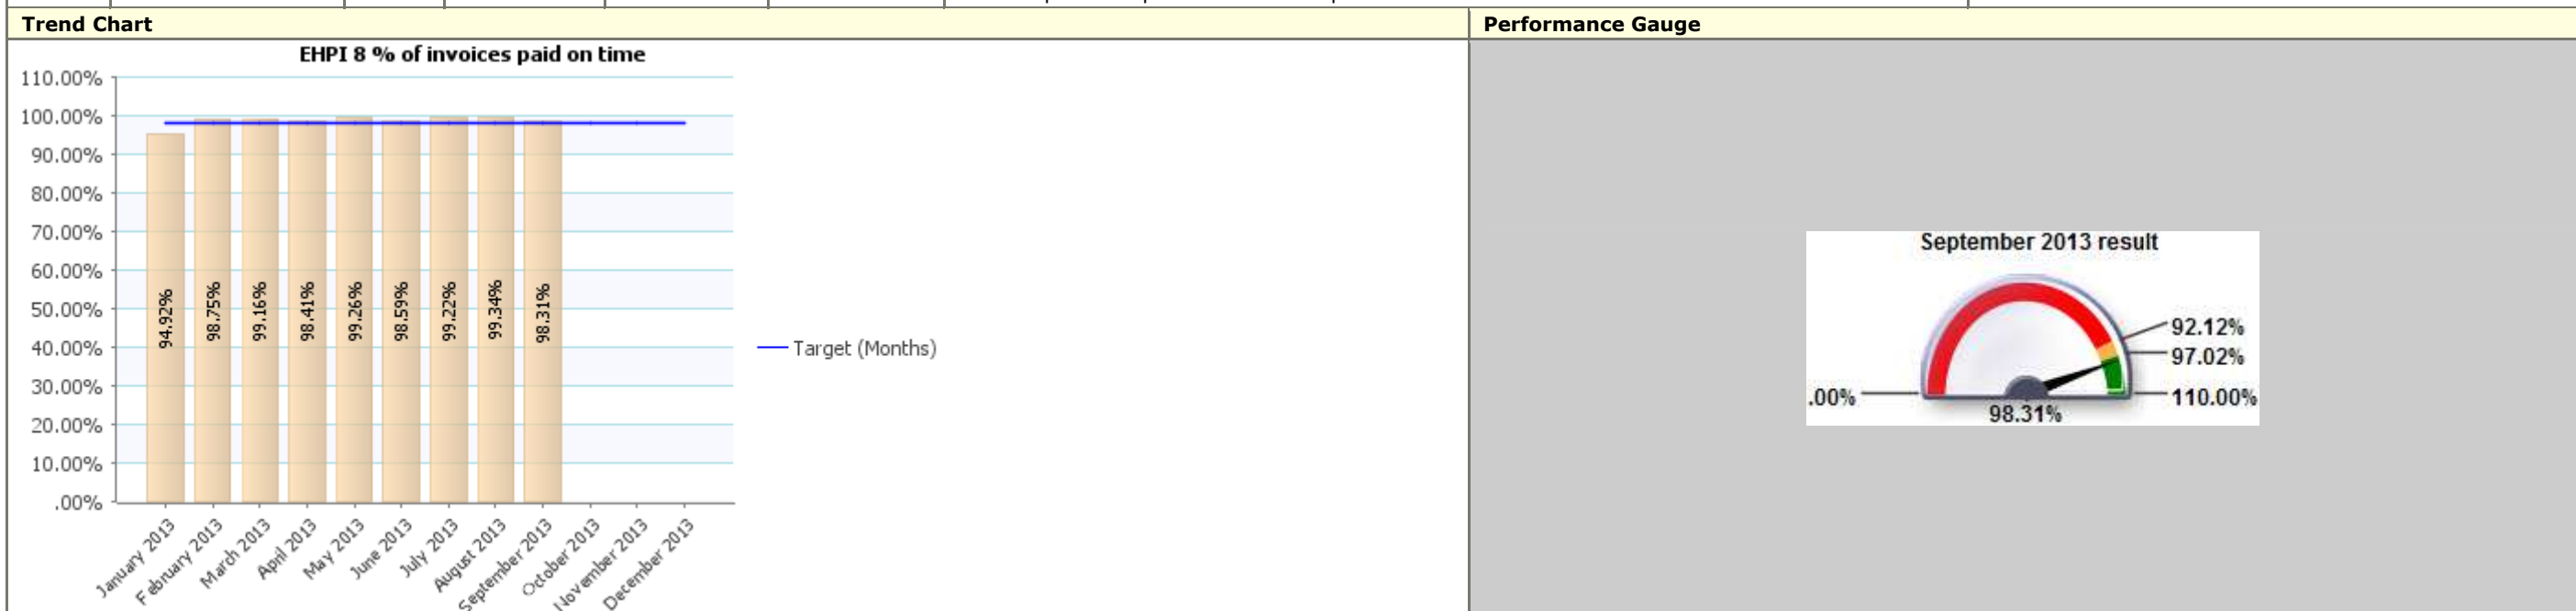 Trend Chart
Performance Gauge
EHPI 8 % of invoices paid on time
110.00%
100.00%
90.00%
80.00%
70.00%
60.00%
50.00%
40.00%
30.00%
20.00%
10.00%
.00%
94.92%
98.75%
99.16%
98.41%
99.26%
98.59%
99.22%
99.34%
98.31%
January 2013
February 2013
March 2013
April 2013
May 2013
June 2013
July 2013
August 2013
September 2013
October 2013
November 2013
December 2013
Target (Months)
September 2013 result
92.12%
97.02%
.00%
110.00%
98.31%